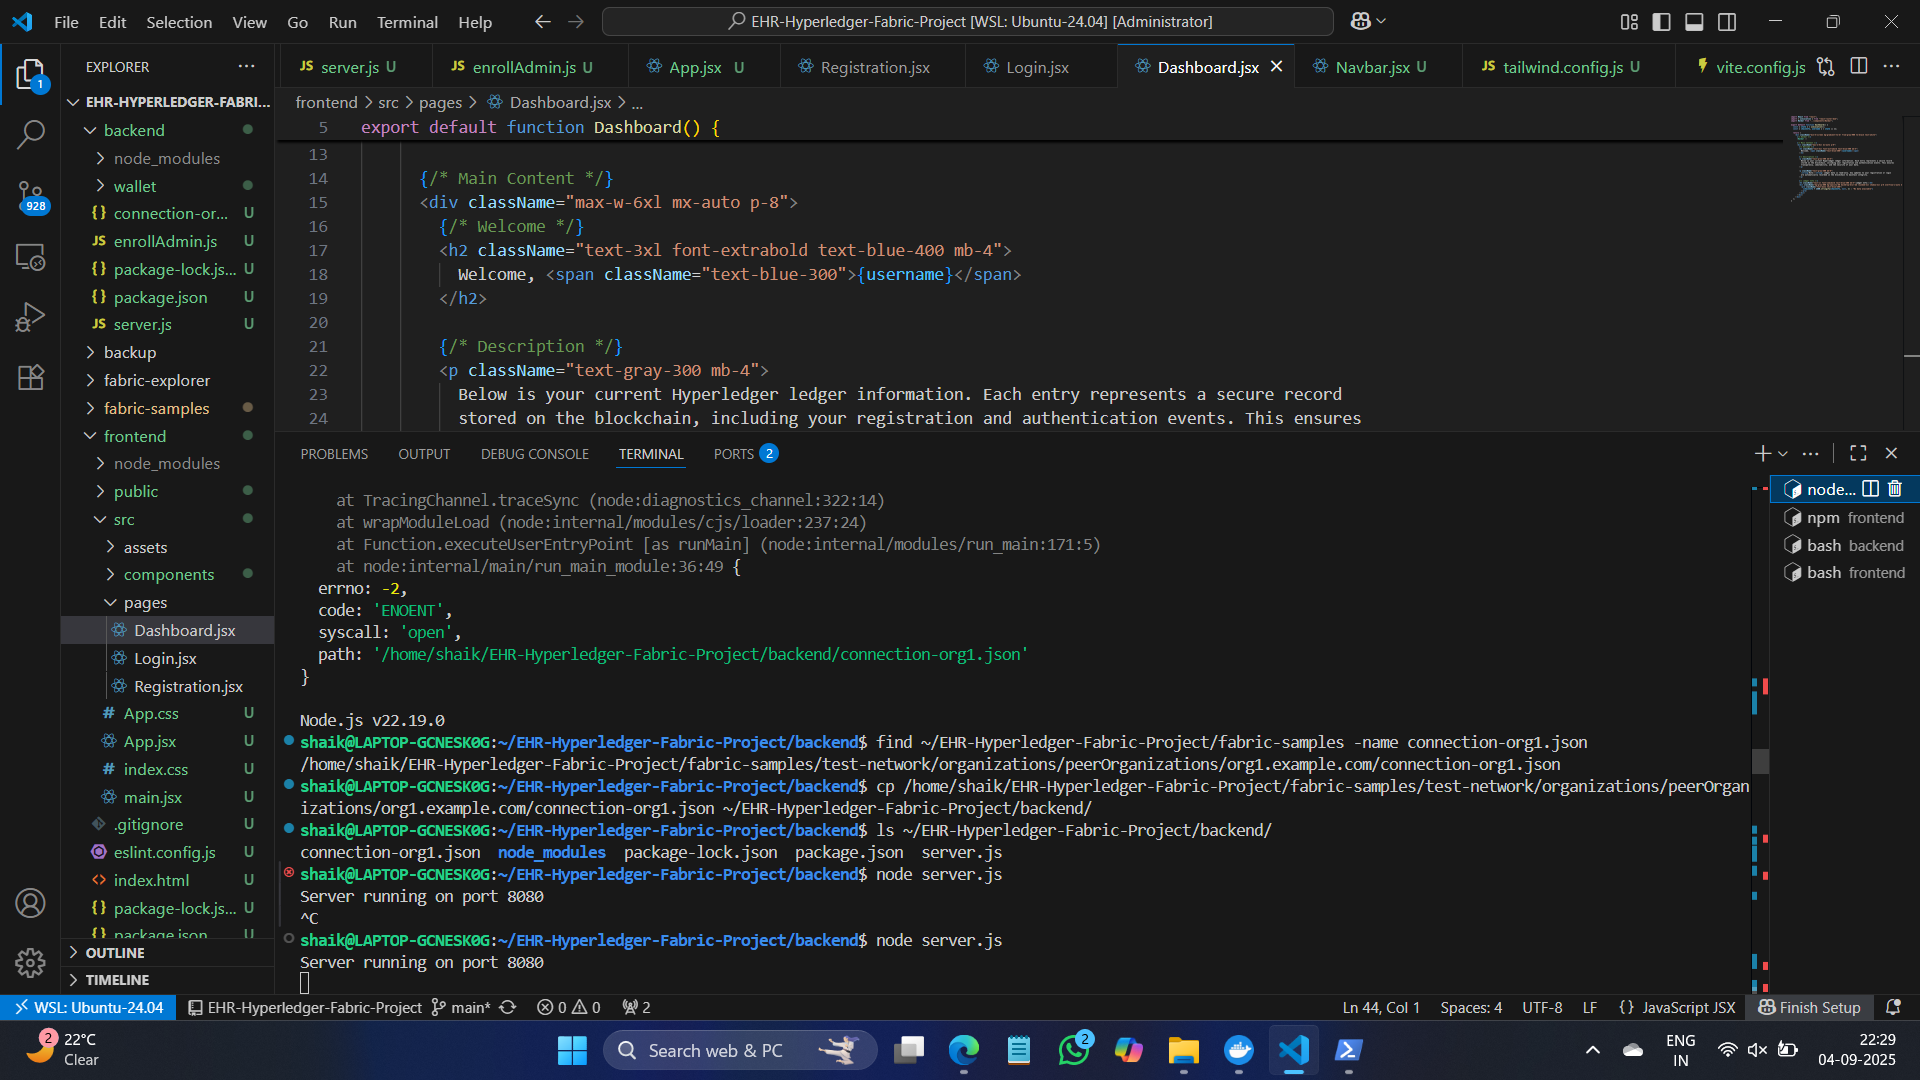 File Edit Selection View Go Run Terminal Help
EHR-Hyperledger-Fabric-Project [WSL: Ubuntu-24.04] [Administrator]
EXPLORER
JS server.js U
JS enrollAdmin.js U
App.jsx U
Registration.jsx
Login.jsx
Dashboard.jsx
Navbar.jsx U
JS tailwind.config.js U
vite.config.js
1
928
EHR-HYPERLEDGER-FABRI...
backend
node_modules
wallet
{} connection-or... U
JS enrollAdmin.js U
{} package-lock.js... U
{} package.json U
JS server.js U
backup
fabric-explorer
fabric-samples
frontend
node_modules
public
src
assets
components
pages
Dashboard.jsx
Login.jsx
Registration.jsx
# App.css U
App.jsx U
# index.css U
main.jsx U
.gitignore U
eslint.config.js U
<> index.html U
{} package-lock.js... U
{} package.json U
OUTLINE
TIMELINE
frontend > src > pages > Dashboard.jsx > ...
5 export default function Dashboard() {
13
14 {/* Main Content */}
15 <div className="max-w-6xl mx-auto p-8">
16 {/* Welcome */}
17 <h2 className="text-3xl font-extrabold text-blue-400 mb-4">
18 Welcome, <span className="text-blue-300">{username}</span>
19 </h2>
20
21 {/* Description */}
22 <p className="text-gray-300 mb-4">
23 Below is your current Hyperledger ledger information. Each entry represents a secure record
24 stored on the blockchain, including your registration and authentication events. This ensures
PROBLEMS OUTPUT DEBUG CONSOLE TERMINAL PORTS 2
at TracingChannel.traceSync (node:diagnostics_channel:322:14)
at wrapModuleLoad (node:internal/modules/cjs/loader:237:24)
at Function.executeUserEntryPoint [as runMain] (node:internal/modules/run_main:171:5)
at node:internal/main/run_main_module:36:49 {
errno: -2,
code: 'ENOENT',
syscall: 'open',
path: '/home/shaik/EHR-Hyperledger-Fabric-Project/backend/connection-org1.json'
}
Node.js v22.19.0
shaik@LAPTOP-GCNESK0G:~/EHR-Hyperledger-Fabric-Project/backend$ find ~/EHR-Hyperledger-Fabric-Project/fabric-samples -name connection-org1.json
/home/shaik/EHR-Hyperledger-Fabric-Project/fabric-samples/test-network/organizations/peerOrganizations/org1.example.com/connection-org1.json
shaik@LAPTOP-GCNESK0G:~/EHR-Hyperledger-Fabric-Project/backend$ cp /home/shaik/EHR-Hyperledger-Fabric-Project/fabric-samples/test-network/organizations/peerOrgan
izations/org1.example.com/connection-org1.json ~/EHR-Hyperledger-Fabric-Project/backend/
shaik@LAPTOP-GCNESK0G:~/EHR-Hyperledger-Fabric-Project/backend$ ls ~/EHR-Hyperledger-Fabric-Project/backend/
connection-org1.json node_modules package-lock.json package.json server.js
shaik@LAPTOP-GCNESK0G:~/EHR-Hyperledger-Fabric-Project/backend$ node server.js
Server running on port 8080
^C
shaik@LAPTOP-GCNESK0G:~/EHR-Hyperledger-Fabric-Project/backend$ node server.js
Server running on port 8080
node...
npm frontend
bash backend
bash frontend
WSL: Ubuntu-24.04 EHR-Hyperledger-Fabric-Project main* 0 0 2
Ln 44, Col 1 Spaces: 4 UTF-8 LF {} JavaScript JSX Finish Setup
2
22°C
Clear
Search web & PC
2
ENG
IN
22:29
04-09-2025